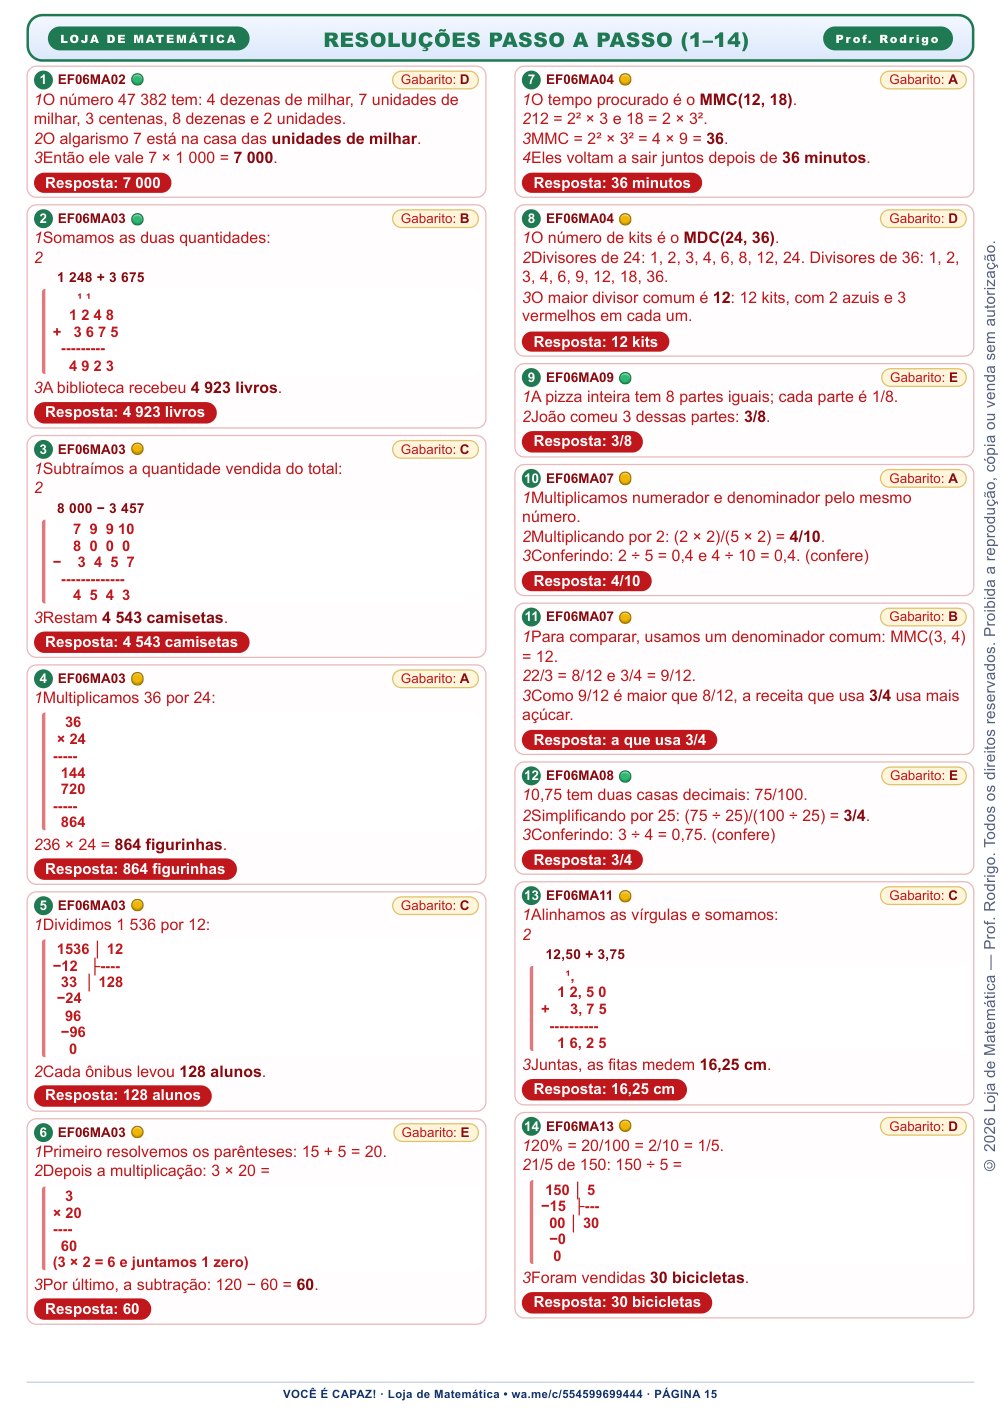 LOJA DE MATEMÁTICA
RESOLUÇÕES PASSO A PASSO (1–14)
Prof. Rodrigo
1 EF06MA02 Gabarito: D
1O número 47 382 tem: 4 dezenas de milhar, 7 unidades de
milhar, 3 centenas, 8 dezenas e 2 unidades.
2O algarismo 7 está na casa das unidades de milhar.
3Então ele vale 7 × 1 000 = 7 000.
Resposta: 7 000
2 EF06MA03 Gabarito: B
1Somamos as duas quantidades:
2
1 248 + 3 675
¹ ¹
1 2 4 8
+ 3 6 7 5
---------
4 9 2 3
3A biblioteca recebeu 4 923 livros.
Resposta: 4 923 livros
3 EF06MA03 Gabarito: C
1Subtraímos a quantidade vendida do total:
2
8 000 − 3 457
7 9 9 10
8 0 0 0
− 3 4 5 7
-------------
4 5 4 3
3Restam 4 543 camisetas.
Resposta: 4 543 camisetas
4 EF06MA03 Gabarito: A
1Multiplicamos 36 por 24:
36
× 24
-----
144
720
-----
864
236 × 24 = 864 figurinhas.
Resposta: 864 figurinhas
5 EF06MA03 Gabarito: C
1Dividimos 1 536 por 12:
1536 │ 12
−12 ├----
33 │ 128
−24
96
−96
0
2Cada ônibus levou 128 alunos.
Resposta: 128 alunos
6 EF06MA03 Gabarito: E
1Primeiro resolvemos os parênteses: 15 + 5 = 20.
2Depois a multiplicação: 3 × 20 =
3
× 20
----
60
(3 × 2 = 6 e juntamos 1 zero)
3Por último, a subtração: 120 − 60 = 60.
Resposta: 60
7 EF06MA04 Gabarito: A
1O tempo procurado é o MMC(12, 18).
212 = 2² × 3 e 18 = 2 × 3².
3MMC = 2² × 3² = 4 × 9 = 36.
4Eles voltam a sair juntos depois de 36 minutos.
Resposta: 36 minutos
8 EF06MA04 Gabarito: D
1O número de kits é o MDC(24, 36).
2Divisores de 24: 1, 2, 3, 4, 6, 8, 12, 24. Divisores de 36: 1, 2,
3, 4, 6, 9, 12, 18, 36.
3O maior divisor comum é 12: 12 kits, com 2 azuis e 3
vermelhos em cada um.
Resposta: 12 kits
9 EF06MA09 Gabarito: E
1A pizza inteira tem 8 partes iguais; cada parte é 1/8.
2João comeu 3 dessas partes: 3/8.
Resposta: 3/8
10 EF06MA07 Gabarito: A
1Multiplicamos numerador e denominador pelo mesmo
número.
2Multiplicando por 2: (2 × 2)/(5 × 2) = 4/10.
3Conferindo: 2 ÷ 5 = 0,4 e 4 ÷ 10 = 0,4. (confere)
Resposta: 4/10
11 EF06MA07 Gabarito: B
1Para comparar, usamos um denominador comum: MMC(3, 4)
= 12.
22/3 = 8/12 e 3/4 = 9/12.
3Como 9/12 é maior que 8/12, a receita que usa 3/4 usa mais
açúcar.
Resposta: a que usa 3/4
12 EF06MA08 Gabarito: E
10,75 tem duas casas decimais: 75/100.
2Simplificando por 25: (75 ÷ 25)/(100 ÷ 25) = 3/4.
3Conferindo: 3 ÷ 4 = 0,75. (confere)
Resposta: 3/4
13 EF06MA11 Gabarito: C
1Alinhamos as vírgulas e somamos:
2
12,50 + 3,75
¹,
1 2, 5 0
+ 3, 7 5
----------
1 6, 2 5
3Juntas, as fitas medem 16,25 cm.
Resposta: 16,25 cm
14 EF06MA13 Gabarito: D
120% = 20/100 = 2/10 = 1/5.
21/5 de 150: 150 ÷ 5 =
150 │ 5
−15 ├---
00 │ 30
−0
0
3Foram vendidas 30 bicicletas.
Resposta: 30 bicicletas
© 2026 Loja de Matemática — Prof. Rodrigo. Todos os direitos reservados. Proibida a reprodução, cópia ou venda sem autorização.
VOCÊ É CAPAZ! · Loja de Matemática • wa.me/c/554599699444 · PÁGINA 15